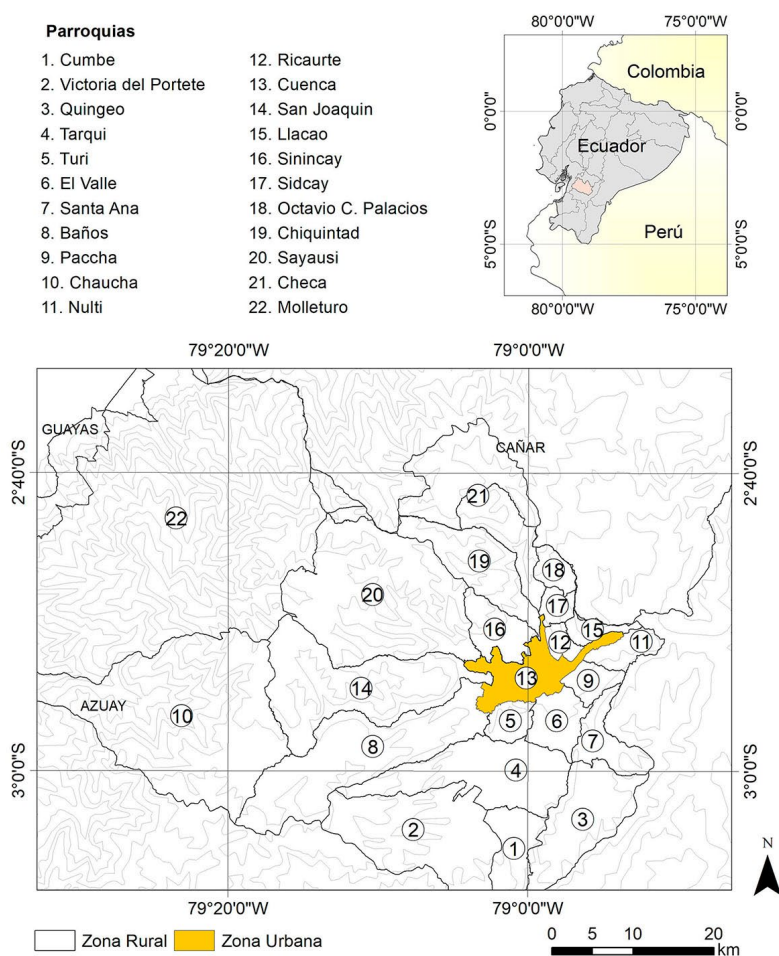 Parroquias
1. Cumbe
2. Victoria del Portete
3. Quingeo
4. Tarqui
5. Turi
6. El Valle
7. Santa Ana
8. Baños
9. Paccha
10. Chaucha
11. Nulti
12. Ricaurte
13. Cuenca
14. San Joaquin
15. Llacao
16. Sinincay
17. Sidcay
18. Octavio C. Palacios
19. Chiquintad
20. Sayausi
21. Checa
22. Molleturo
80°0'0"W 75°0'0"W
0°0'0"
5°0'0"S
Colombia
Ecuador
Perú
0°0'0"
5°0'0"S
80°0'0"W 75°0'0"W
79°20'0"W 79°0'0"W
GUAYAS
CAÑAR
2°40'0"S
2°40'0"S
21
22
19
18
20
17
16
15
12
11
13
9
14
AZUAY
10
5
6
8
7
4
3°0'0"S
3°0'0"S
3
2
1
79°20'0"W 79°0'0"W
N
Zona Rural
Zona Urbana
0 5 10 20
km